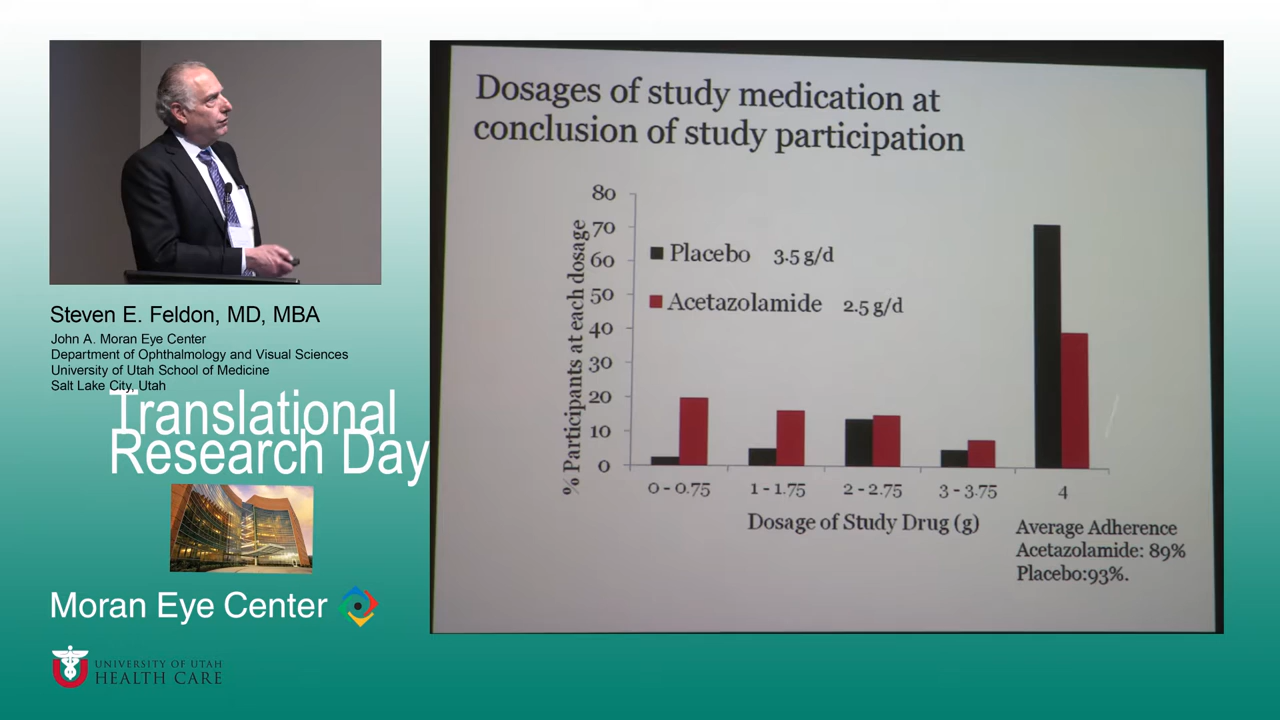 Steven E. Feldon, MD, MBA
John A. Moran Eye Center
Department of Ophthalmology and Visual Sciences
University of Utah School of Medicine
Salt Lake City, Utah
Translational
Research Day
Moran Eye Center
UNIVERSITY OF UTAH
HEALTH CARE
Dosages of study medication at
conclusion of study participation
% Participants at each dosage
80
70
60
50
40
30
20
10
0
Placebo 3.5 g/d
Acetazolamide 2.5 g/d
0 - 0.75 1 - 1.75 2 - 2.75 3 - 3.75 4
Dosage of Study Drug (g)
Average Adherence
Acetazolamide: 89%
Placebo:93%.